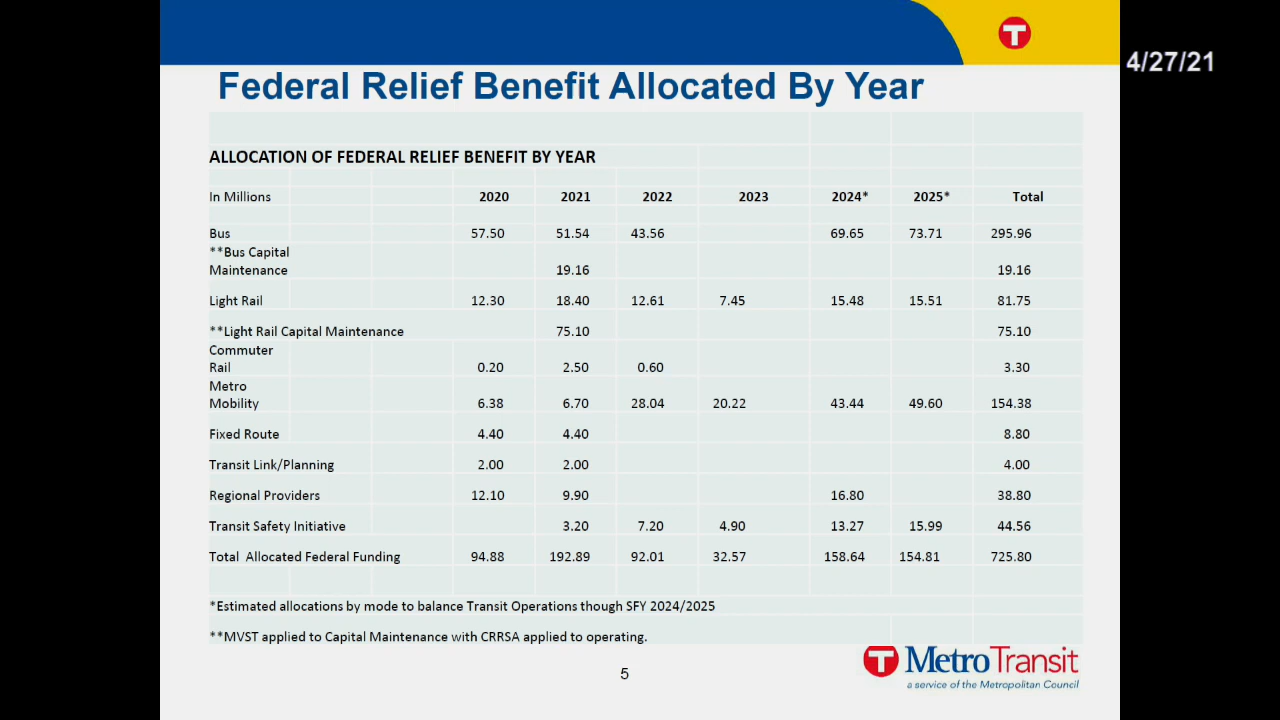 T
4/27/21
Federal Relief Benefit Allocated By Year
ALLOCATION OF FEDERAL RELIEF BENEFIT BY YEAR
In Millions 2020 2021 2022 2023 2024* 2025* Total
Bus 57.50 51.54 43.56 69.65 73.71 295.96
**Bus Capital
Maintenance 19.16 19.16
Light Rail 12.30 18.40 12.61 7.45 15.48 15.51 81.75
**Light Rail Capital Maintenance 75.10 75.10
Commuter
Rail 0.20 2.50 0.60 3.30
Metro
Mobility 6.38 6.70 28.04 20.22 43.44 49.60 154.38
Fixed Route 4.40 4.40 8.80
Transit Link/Planning 2.00 2.00 4.00
Regional Providers 12.10 9.90 16.80 38.80
Transit Safety Initiative 3.20 7.20 4.90 13.27 15.99 44.56
Total Allocated Federal Funding 94.88 192.89 92.01 32.57 158.64 154.81 725.80
*Estimated allocations by mode to balance Transit Operations though SFY 2024/2025
**MVST applied to Capital Maintenance with CRRSA applied to operating.
5
T MetroTransit
a service of the Metropolitan Council